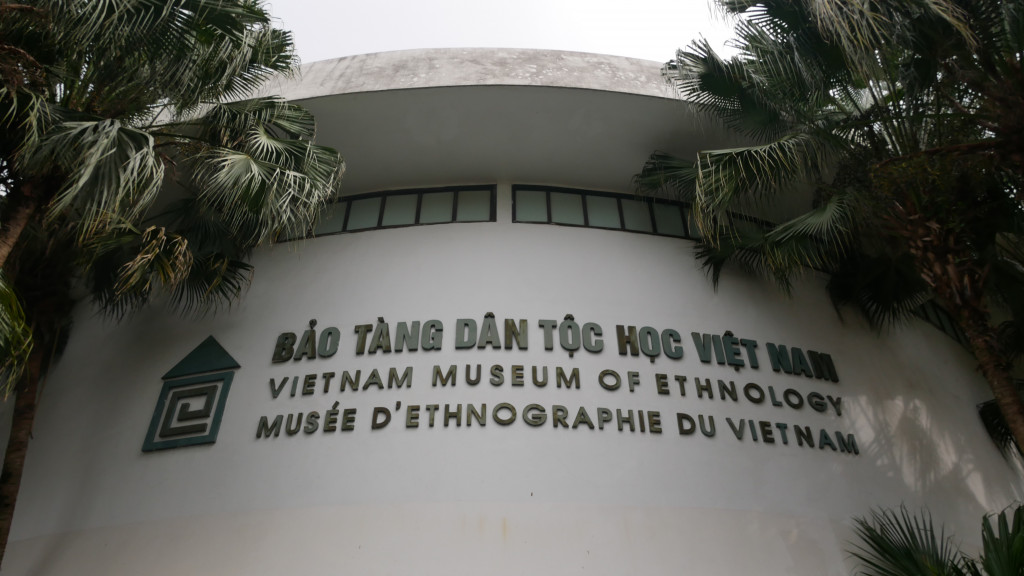 BẢO TÀNG DÂN TỘC HỌC VIỆT NAM
VIETNAM MUSEUM OF ETHNOLOGY
MUSÉE D'ETHNOGRAPHIE DU VIETNAM